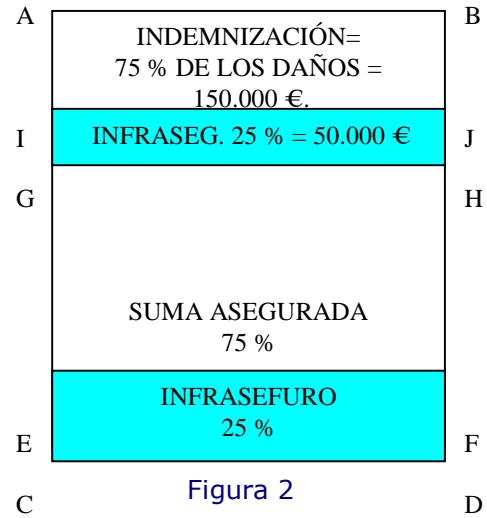 A B
INDEMNIZACIÓN=
75 % DE LOS DAÑOS =
150.000 €.
I INFRASEG. 25 % = 50.000 € J
G H
SUMA ASEGURADA
75 %
INFRASEFURO
25 %
E F
Figura 2
C D